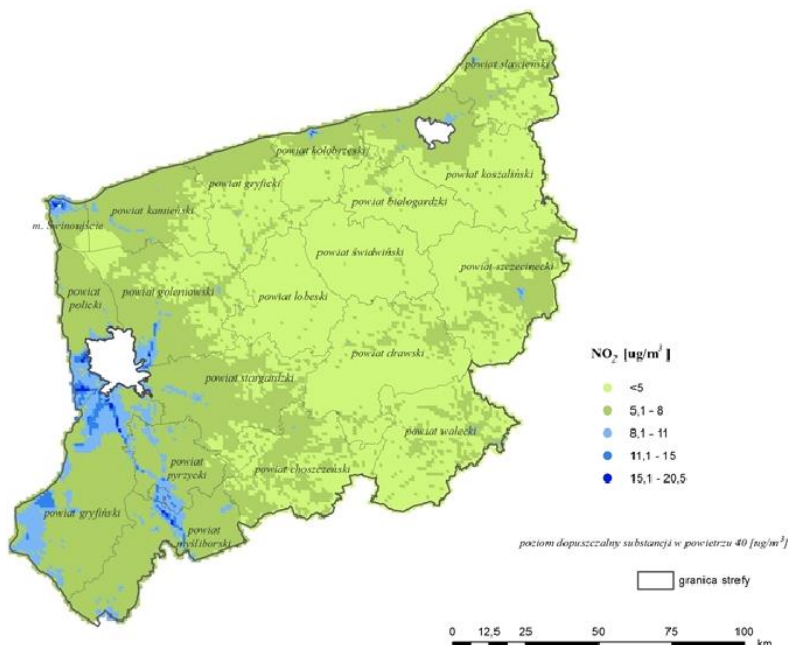 powiat sławieński
powiat kołobrzeski
powiat koszaliński
powiat gryficki
powiat białogardzki
powiat kamieński
m. Świnoujście
powiat świdwiński
powiat szczecinecki
powiat
policki
powiat goleniowski
powiat łobeski
NO₂ [ug/m³]
<5
5,1 - 8
8,1 - 11
11,1 - 15
15,1 - 20,5
powiat drawski
powiat stargardzki
powiat wałecki
powiat choszczeński
powiat
pyrzycki
powiat gryfiński
powiat
myśliborski
poziom dopuszczalny substancji w powietrzu 40 [ug/m³]
granica strefy
0 12,5 25 50 75 100
km